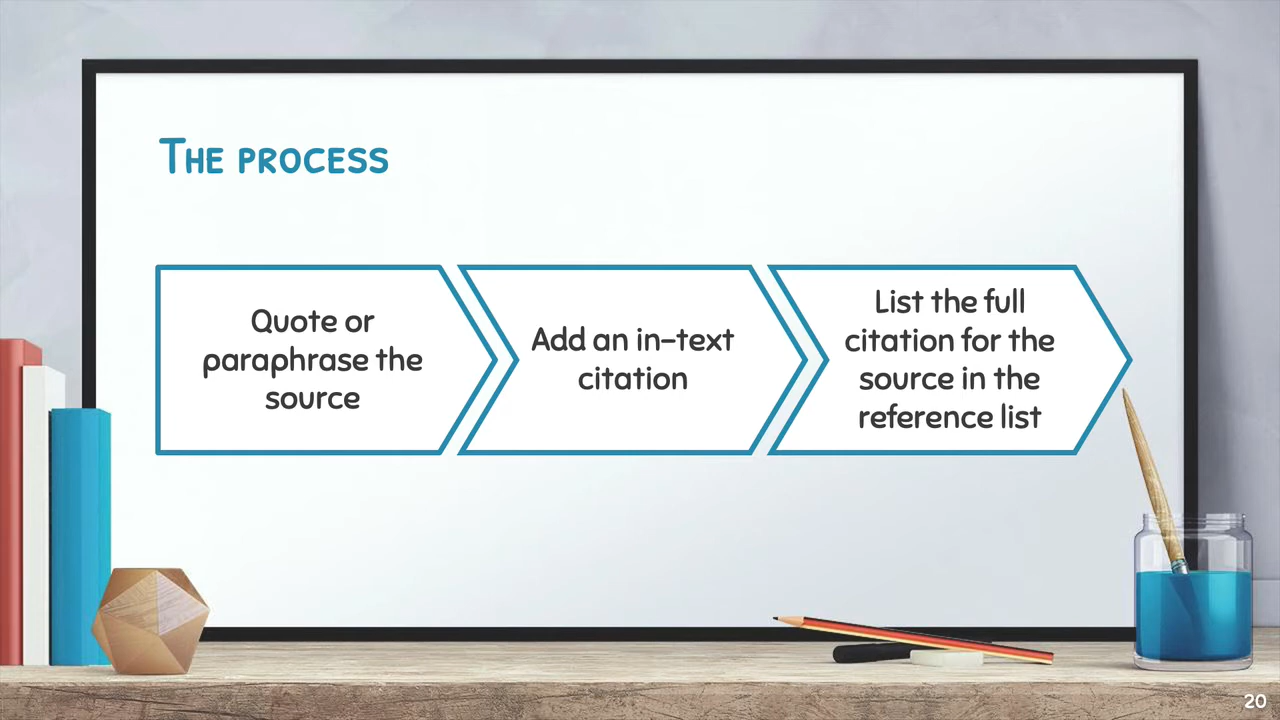 The process
Quote or
paraphrase the
source
Add an in-text
citation
List the full
citation for the
source in the
reference list
20